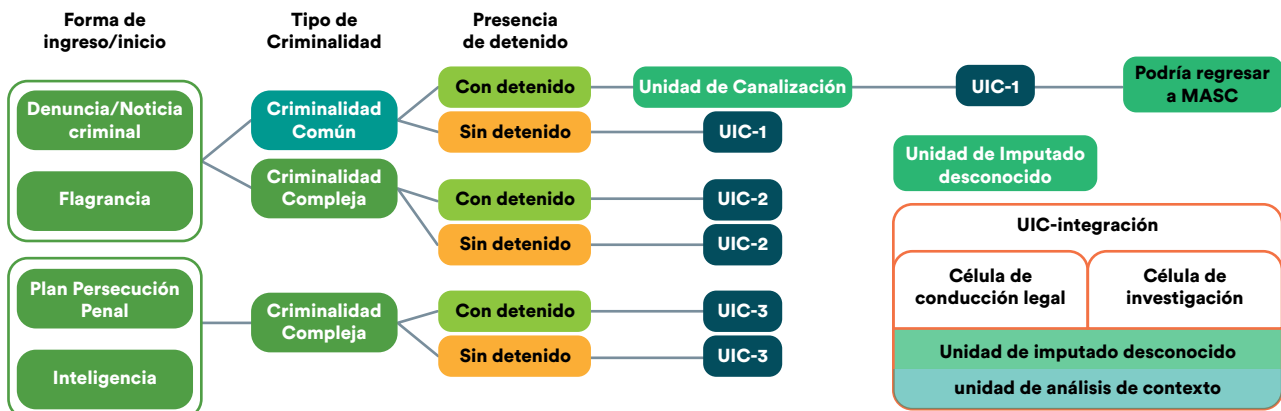 Forma de
ingreso/inicio
Tipo de
Criminalidad
Presencia
de detenido
Denuncia/Noticia
criminal
Flagrancia
Criminalidad
Común
Criminalidad
Compleja
Con detenido
Unidad de Canalización
UIC-1
Podría regresar
a MASC
Sin detenido
UIC-1
Con detenido
UIC-2
Sin detenido
UIC-2
Unidad de Imputado
desconocido
Plan Persecución
Penal
Inteligencia
Criminalidad
Compleja
Con detenido
UIC-3
Sin detenido
UIC-3
UIC-integración
Célula de
conducción legal
Célula de
investigación
Unidad de imputado desconocido
unidad de análisis de contexto